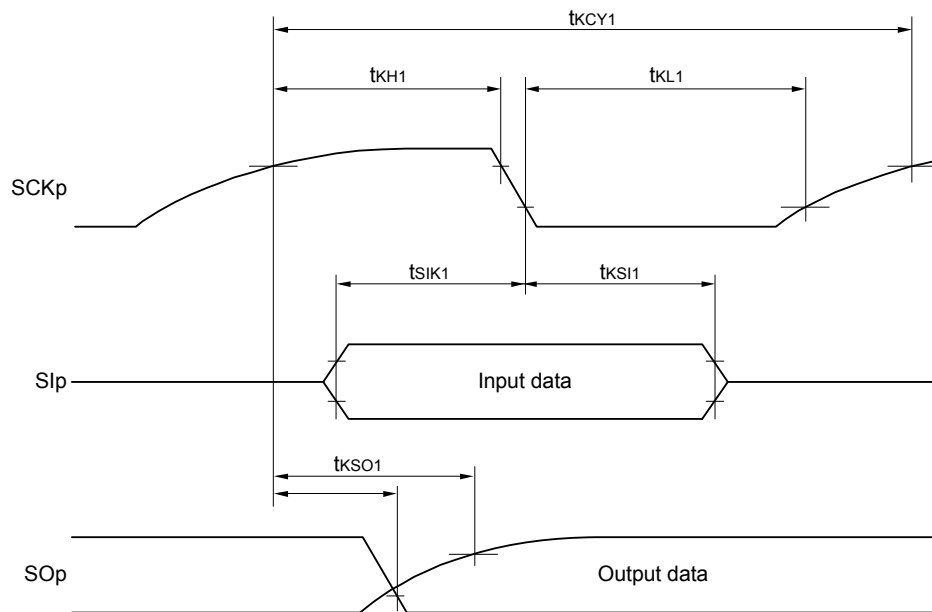 tKCY1
tKH1
tKL1
SCKp
tSIK1
tKSI1
SIp
Input data
tKSO1
SOp
Output data